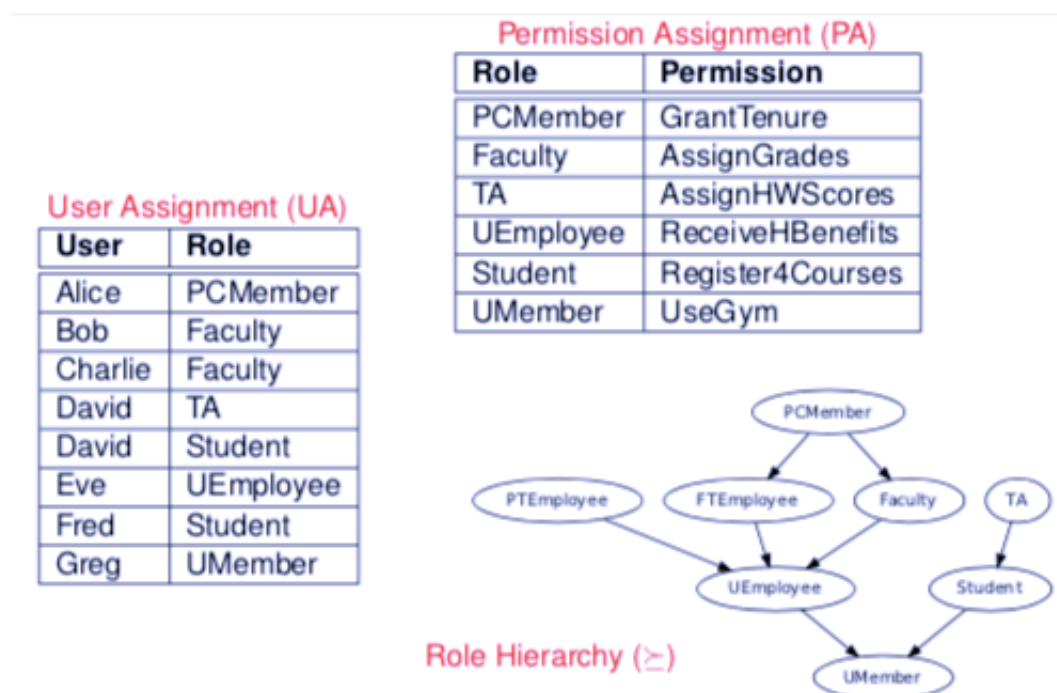 Permission Assignment (PA)
Role Permission
PCMember GrantTenure
Faculty AssignGrades
TA AssignHWScores
UEmployee ReceiveHBenefits
Student Register4Courses
UMember UseGym
User Assignment (UA)
User Role
Alice PCMember
Bob Faculty
Charlie Faculty
David TA
David Student
Eve UEmployee
Fred Student
Greg UMember
PCMember
PTEmployee FTEmployee Faculty TA
UEmployee Student
UMember
Role Hierarchy (⪰)